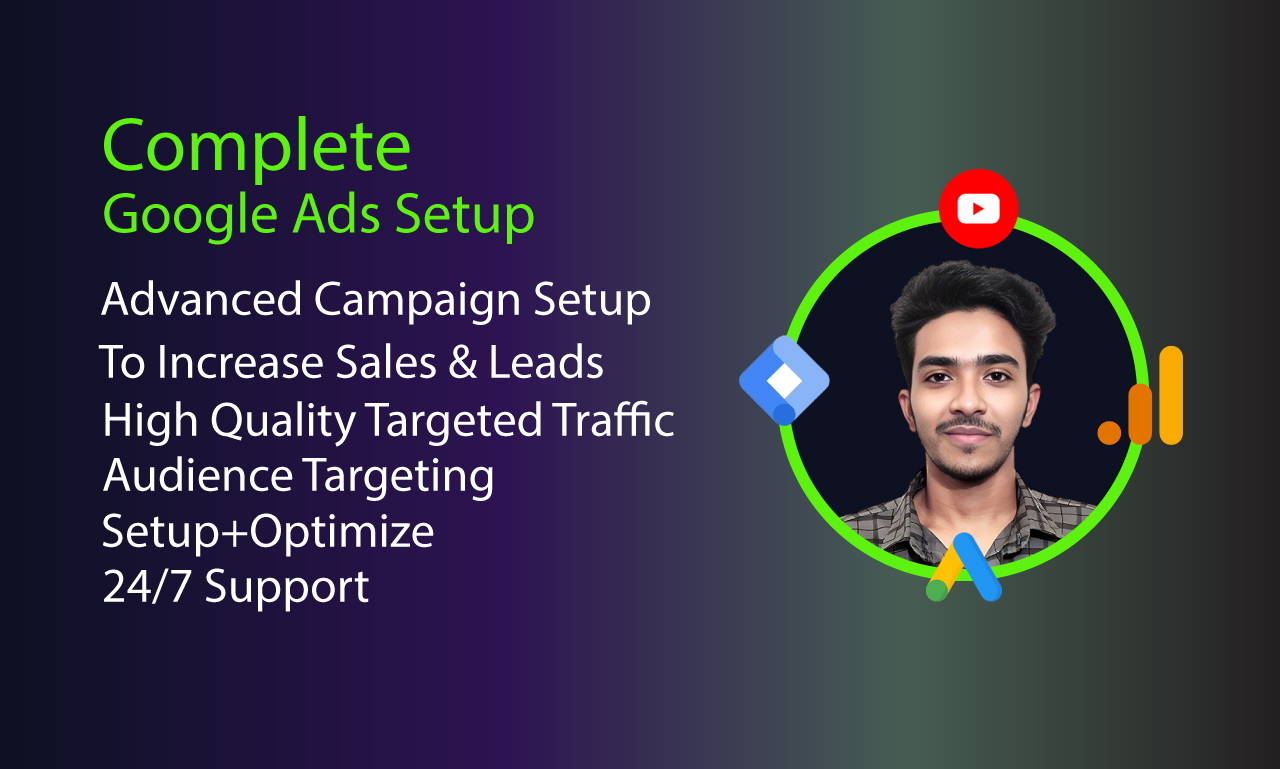 Complete
Google Ads Setup
Advanced Campaign Setup
To Increase Sales & Leads
High Quality Targeted Traffic
Audience Targeting
Setup+Optimize
24/7 Support